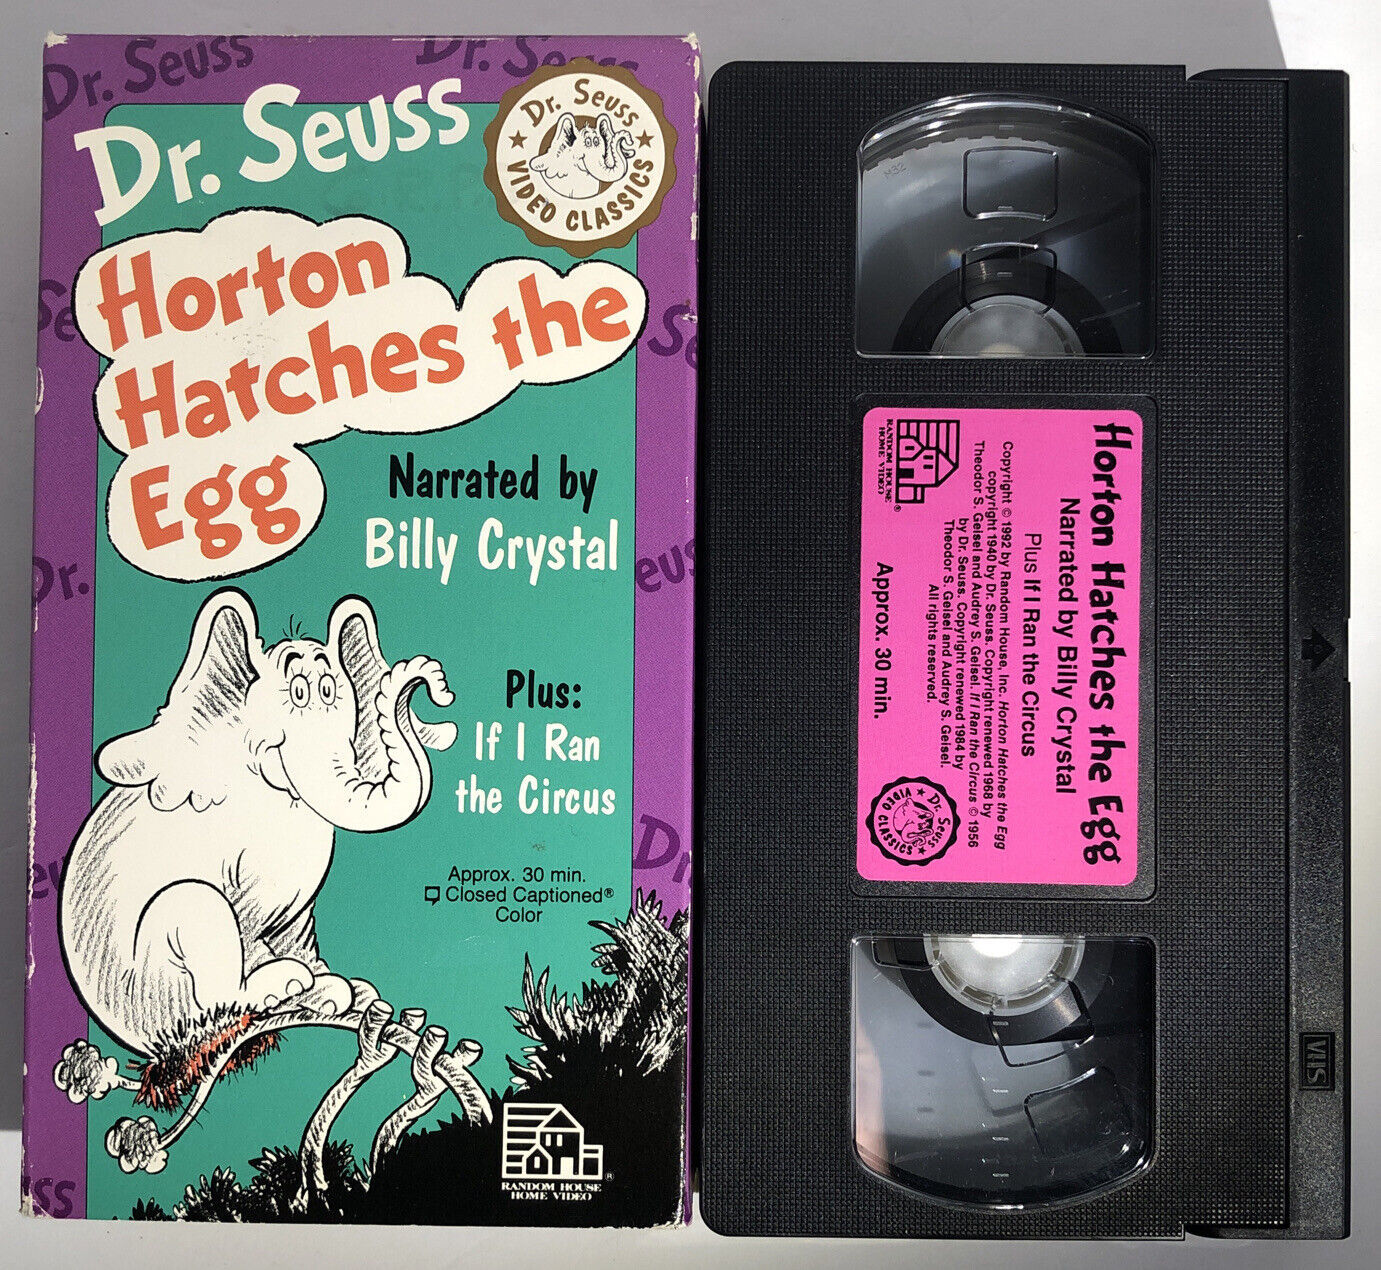 Dr. Seuss
Dr. Seuss
Dr. Seuss
Dr. Seuss
VIDEO CLASSICS
Horton
Hatches the
Egg
Narrated by
Billy Crystal
Plus:
If I Ran
the Circus
Approx. 30 min.
Closed Captioned®
Color
RANDOM HOUSE
HOME VIDEO
®
M32
Horton Hatches the Egg
Narrated by Billy Crystal
Plus If I Ran the Circus
Copyright © 1992 by Random House, Inc. Horton Hatches the Egg
copyright 1940 by Dr. Seuss. Copyright renewed 1968 by
Theodor S. Geisel and Audrey S. Geisel. If I Ran the Circus © 1956
by Dr. Seuss. Copyright renewed 1984 by
Theodor S. Geisel and Audrey S. Geisel.
All rights reserved.
Approx. 30 min.
RANDOM HOUSE
HOME VIDEO
®
Dr. Seuss
VIDEO CLASSICS
VHS